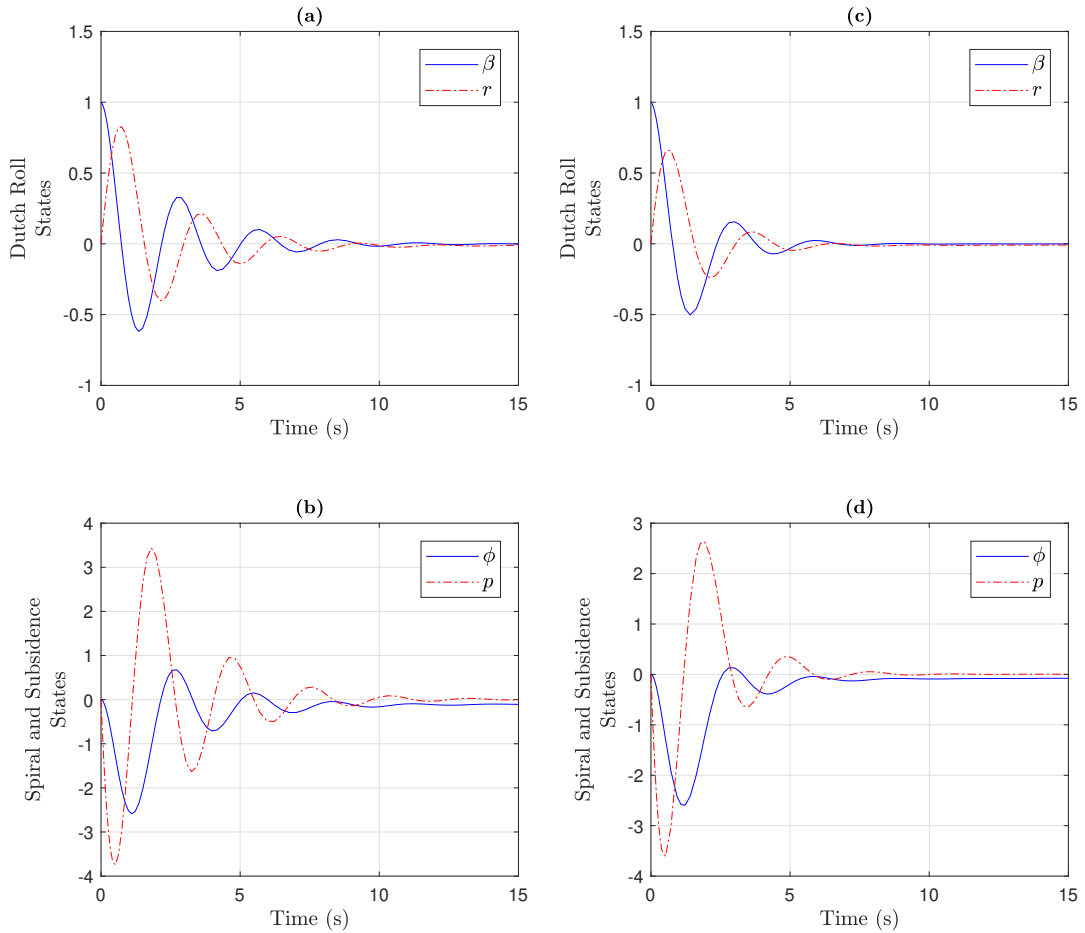 (a)
1.5
1
0.5
0
-0.5
-1
Dutch Roll
States
β
r
0
5
10
15
Time (s)
(c)
1.5
1
0.5
0
-0.5
-1
Dutch Roll
States
β
r
0
5
10
15
Time (s)
(b)
4
3
2
1
0
-1
-2
-3
-4
Spiral and Subsidence
States
ϕ
p
0
5
10
15
Time (s)
(d)
3
2
1
0
-1
-2
-3
-4
Spiral and Subsidence
States
ϕ
p
0
5
10
15
Time (s)